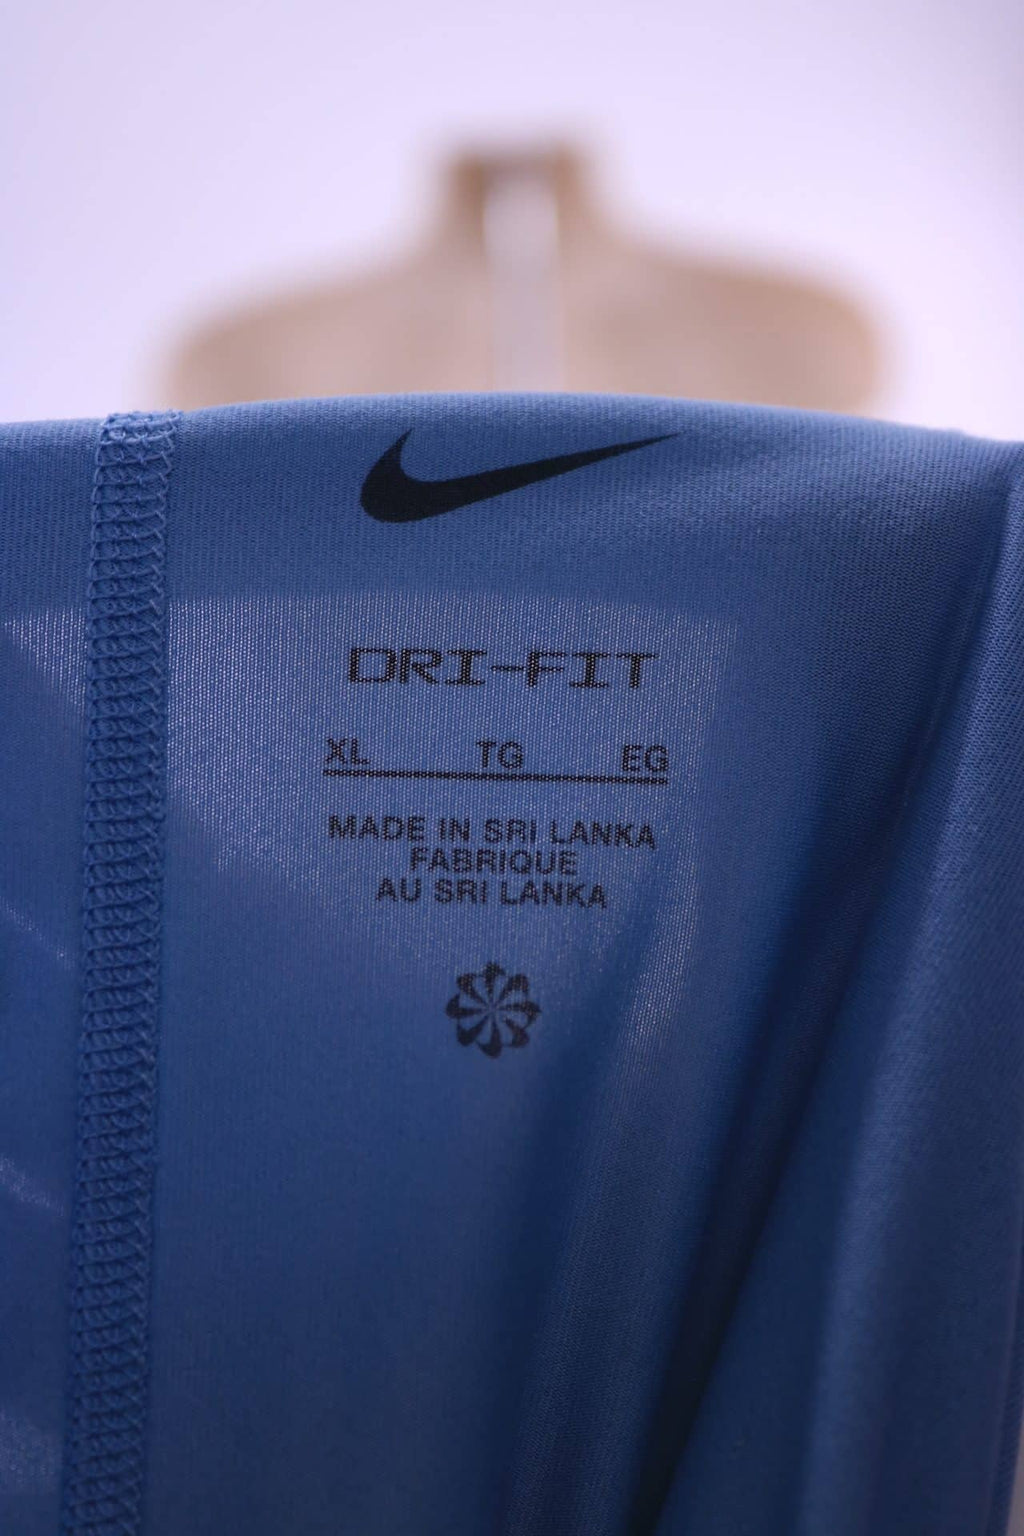 DRI-FIT
XL TG EG
MADE IN SRI LANKA
FABRIQUE
AU SRI LANKA